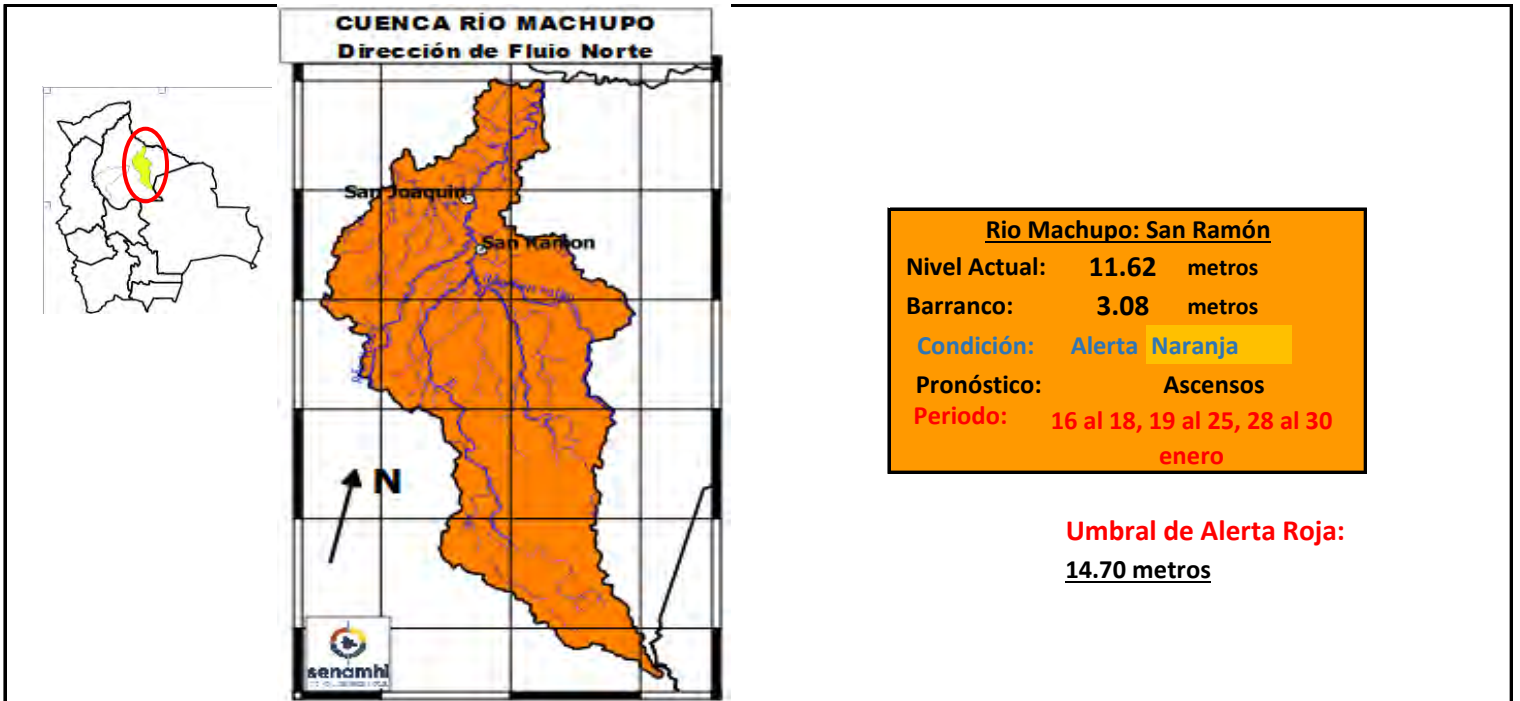 CUENCA RÍO MACHUPO
Dirección de Flujo Norte
San Joaquin
San Ramon
N
senamhi
Rio Machupo: San Ramón
Nivel Actual: 11.62 metros
Barranco: 3.08 metros
Condición: Alerta Naranja
Pronóstico: Ascensos
Periodo: 16 al 18, 19 al 25, 28 al 30
enero
Umbral de Alerta Roja:
14.70 metros